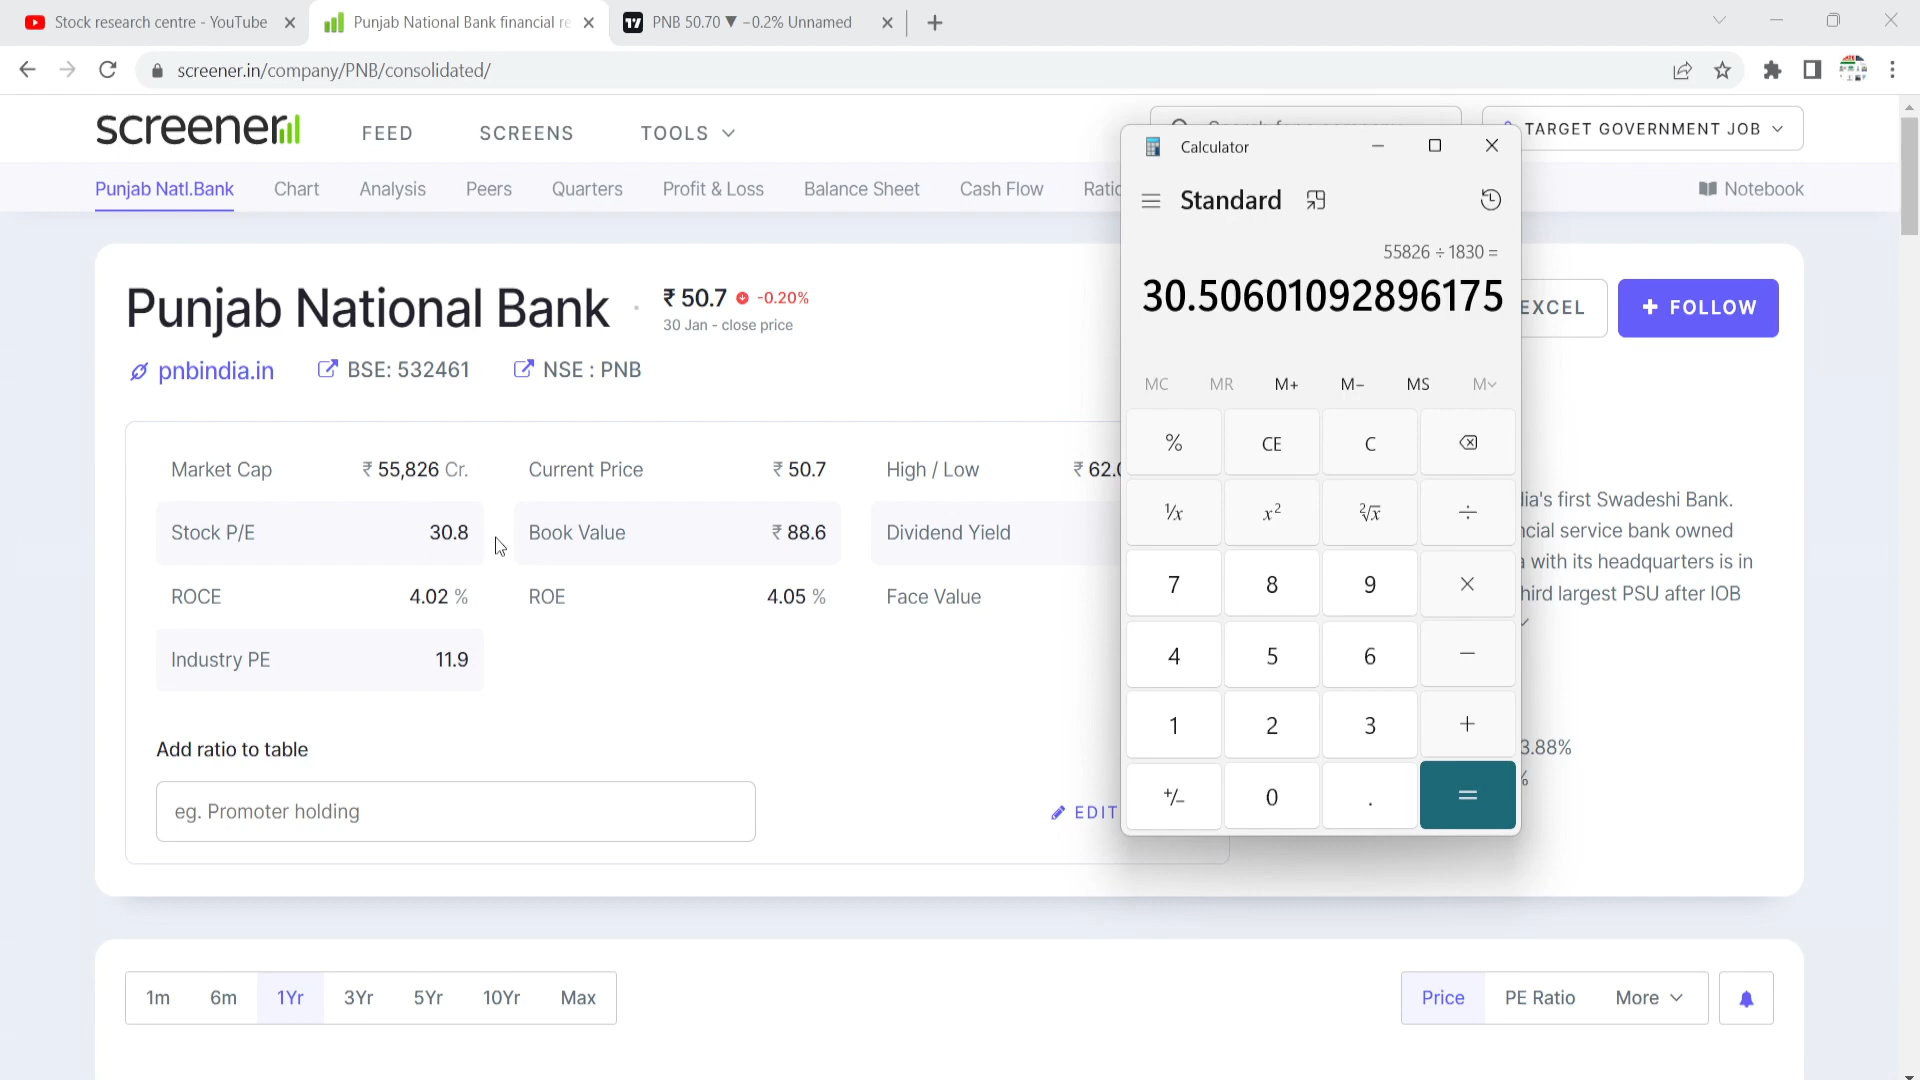 Stock research centre - YouTube
Punjab National Bank financial re
PNB 50.70 ▼ −0.2% Unnamed
screener.in/company/PNB/consolidated/
screener
FEED
SCREENS
TOOLS
TARGET GOVERNMENT JOB
Punjab Natl.Bank
Chart
Analysis
Peers
Quarters
Profit & Loss
Balance Sheet
Cash Flow
Ratio
Notebook
Punjab National Bank
₹ 50.7
-0.20%
30 Jan - close price
EXCEL
+ FOLLOW
pnbindia.in
BSE: 532461
NSE : PNB
Market Cap
₹ 55,826 Cr.
Current Price
₹ 50.7
High / Low
₹ 62.0
Stock P/E
30.8
Book Value
₹ 88.6
Dividend Yield
ROCE
4.02 %
ROE
4.05 %
Face Value
Industry PE
11.9
Add ratio to table
eg. Promoter holding
EDIT
Calculator
Standard
55826 ÷ 1830 =
30.50601092896175
MC MR M+ M− MS M˅
% CE C
¹/x x² ²√x ÷
7 8 9 ×
4 5 6 −
1 2 3 +
+/− 0 . =
dia's first Swadeshi Bank.
ncial service bank owned
with its headquarters is in
hird largest PSU after IOB
3.88%
%
1m 6m 1Yr 3Yr 5Yr 10Yr Max
Price PE Ratio More